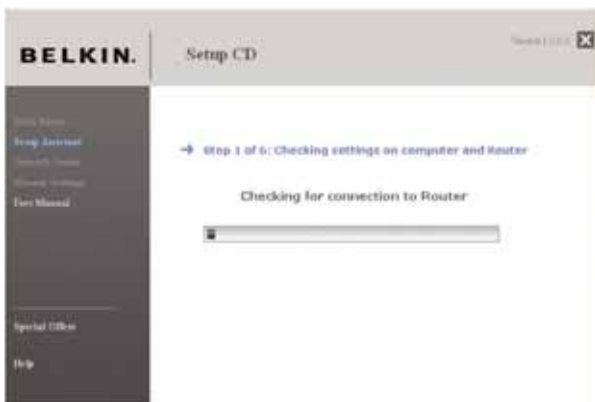 BELKIN.
Setup CD
Setup Assistant
User Manual
Special Offers
Help
Step 1 of 6: Checking settings on computer and Router
Checking for connection to Router